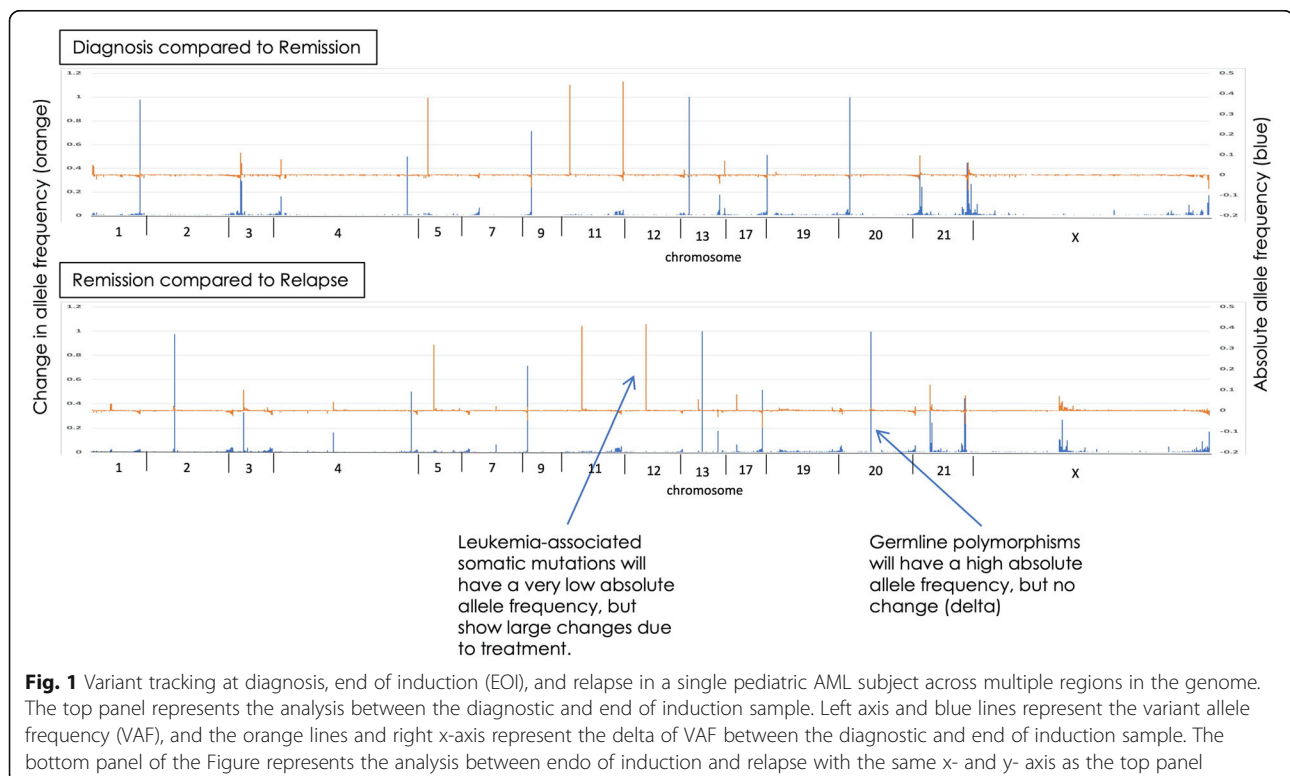 Diagnosis compared to Remission
Change in allele frequency (orange)
Absolute allele frequency (blue)
1.2
1
0.8
0.6
0.4
0.2
0
0.5
0.4
0.3
0.2
0.1
0
-0.1
-0.2
1 2 3 4 5 7 9 11 12 13 17 19 20 21 X
chromosome
Remission compared to Relapse
1.2
1
0.8
0.6
0.4
0.2
0
0.5
0.4
0.3
0.2
0.1
0
-0.1
-0.2
1 2 3 4 5 7 9 11 12 13 17 19 20 21 X
chromosome
Leukemia-associated
somatic mutations will
have a very low absolute
allele frequency, but
show large changes due
to treatment.
Germline polymorphisms
will have a high absolute
allele frequency, but no
change (delta)
Fig. 1 Variant tracking at diagnosis, end of induction (EOI), and relapse in a single pediatric AML subject across multiple regions in the genome.
The top panel represents the analysis between the diagnostic and end of induction sample. Left axis and blue lines represent the variant allele
frequency (VAF), and the orange lines and right x-axis represent the delta of VAF between the diagnostic and end of induction sample. The
bottom panel of the Figure represents the analysis between endo of induction and relapse with the same x- and y- axis as the top panel